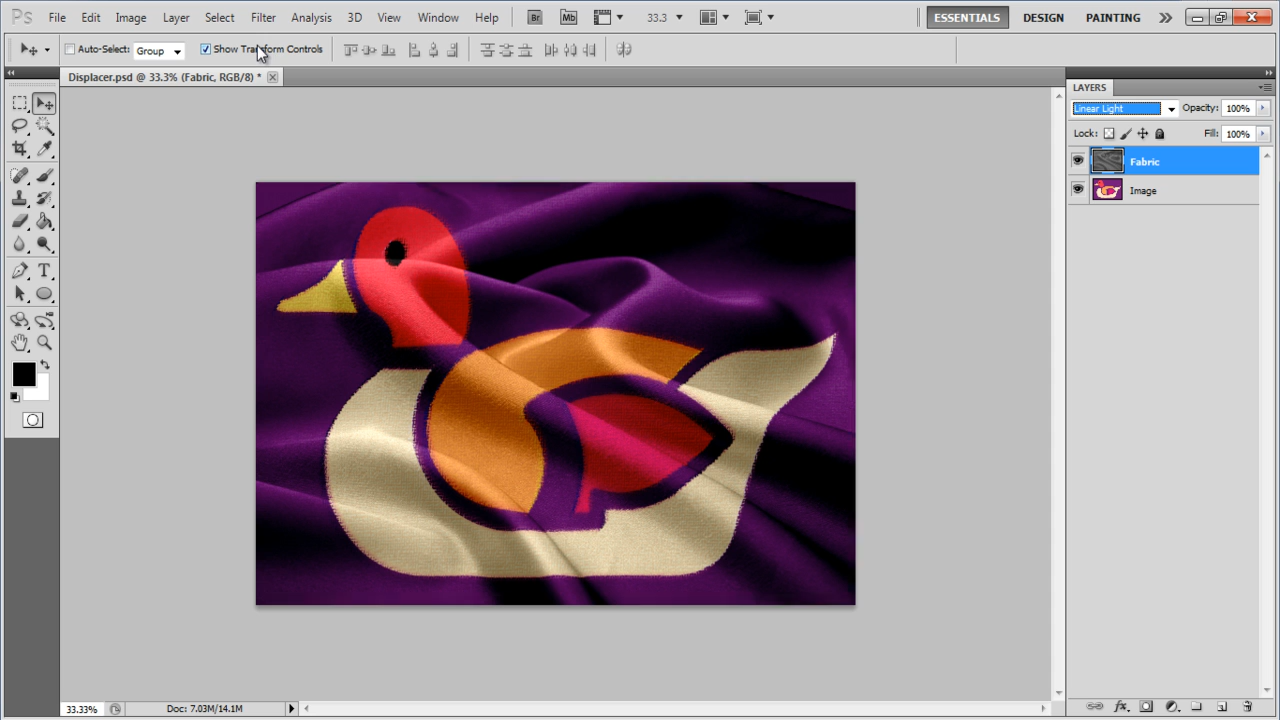 Ps File Edit Image Layer Select Filter Analysis 3D View Window Help Br Mb 33.3 ESSENTIALS DESIGN PAINTING
Auto-Select: Group Show Transform Controls
Displacer.psd @ 33.3% (Fabric, RGB/8) *
LAYERS
Linear Light Opacity: 100%
Lock: Fill: 100%
Fabric
Image
T
33.33% Doc: 7.03M/14.1M
fx